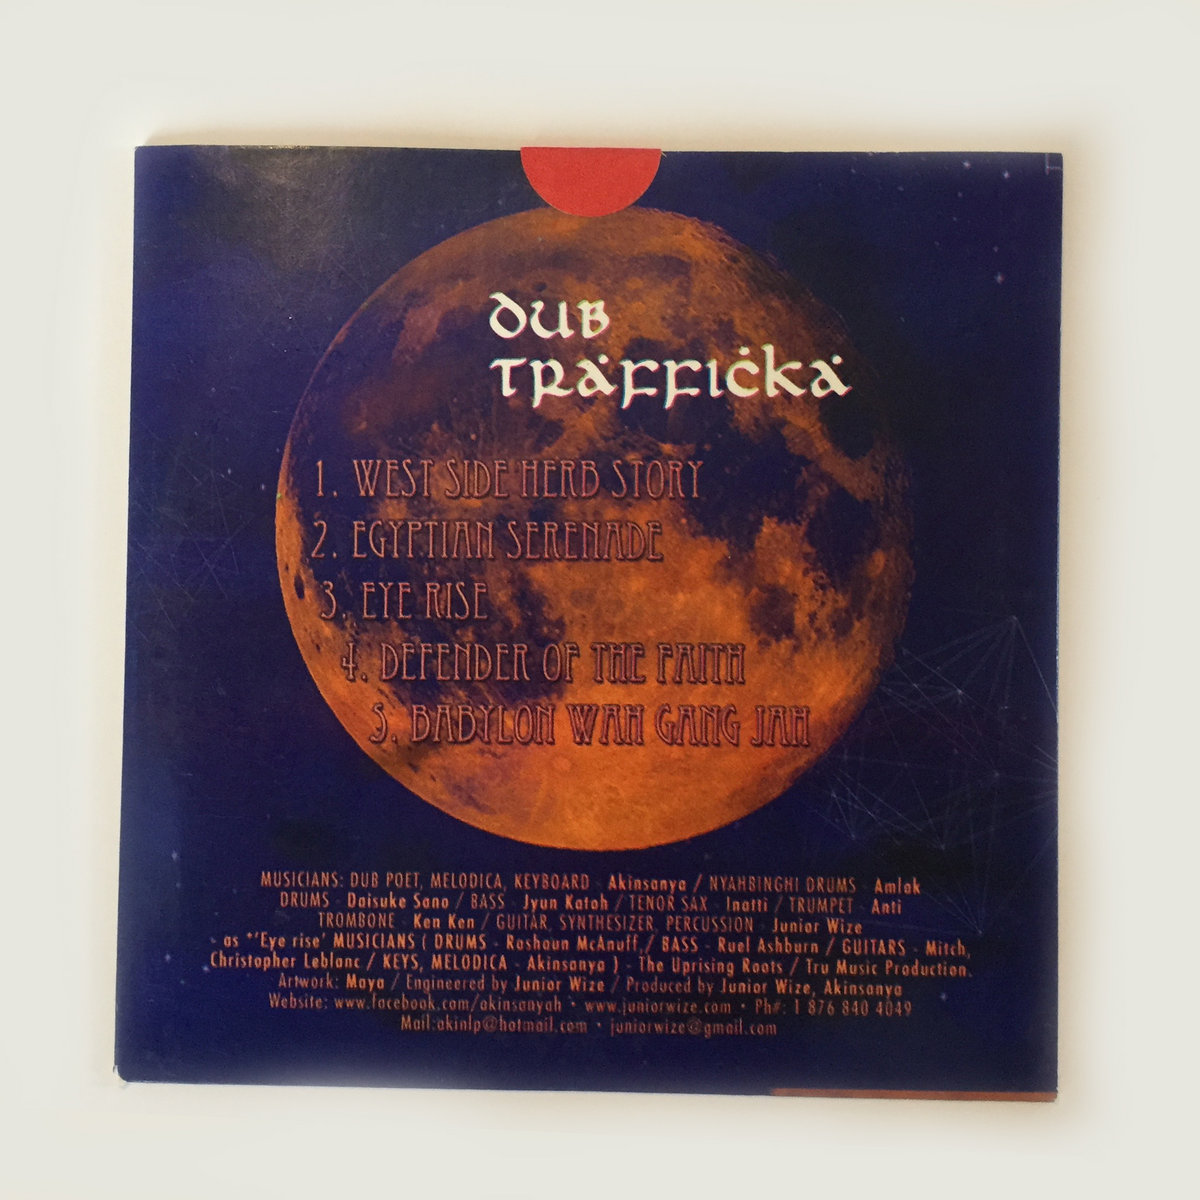 DUB
TRÄFFIĊKÄ
1. WEST SIDE HERB STORY
2. EGYPTIAN SERENADE
3. EYE RISE
4. DEFENDER OF THE FAITH
5. BABYLON WAH GANG JAH
MUSICIANS: DUB POET, MELODICA, KEYBOARD - Akinsanya / NYAHBINGHI DRUMS - Amlak
DRUMS - Daisuke Sano / BASS - Jyun Katoh / TENOR SAX - Inatti / TRUMPET - Anti
TROMBONE - Ken Ken / GUITAR, SYNTHESIZER, PERCUSSION - Junior Wize
- as *'Eye rise' MUSICIANS ( DRUMS - Rashaun McAnuff / BASS - Ruel Ashburn / GUITARS - Mitch,
Christopher Leblanc / KEYS, MELODICA - Akinsanya ) - The Uprising Roots / Tru Music Production.
Artwork: Maya / Engineered by Junior Wize / Produced by Junior Wize, Akinsanya
Website: www.facebook.com/akinsanyah • www.juniorwize.com • Ph#: 1 876 840 4049
Mail:akinlp@hotmail.com • juniorwize@gmail.com